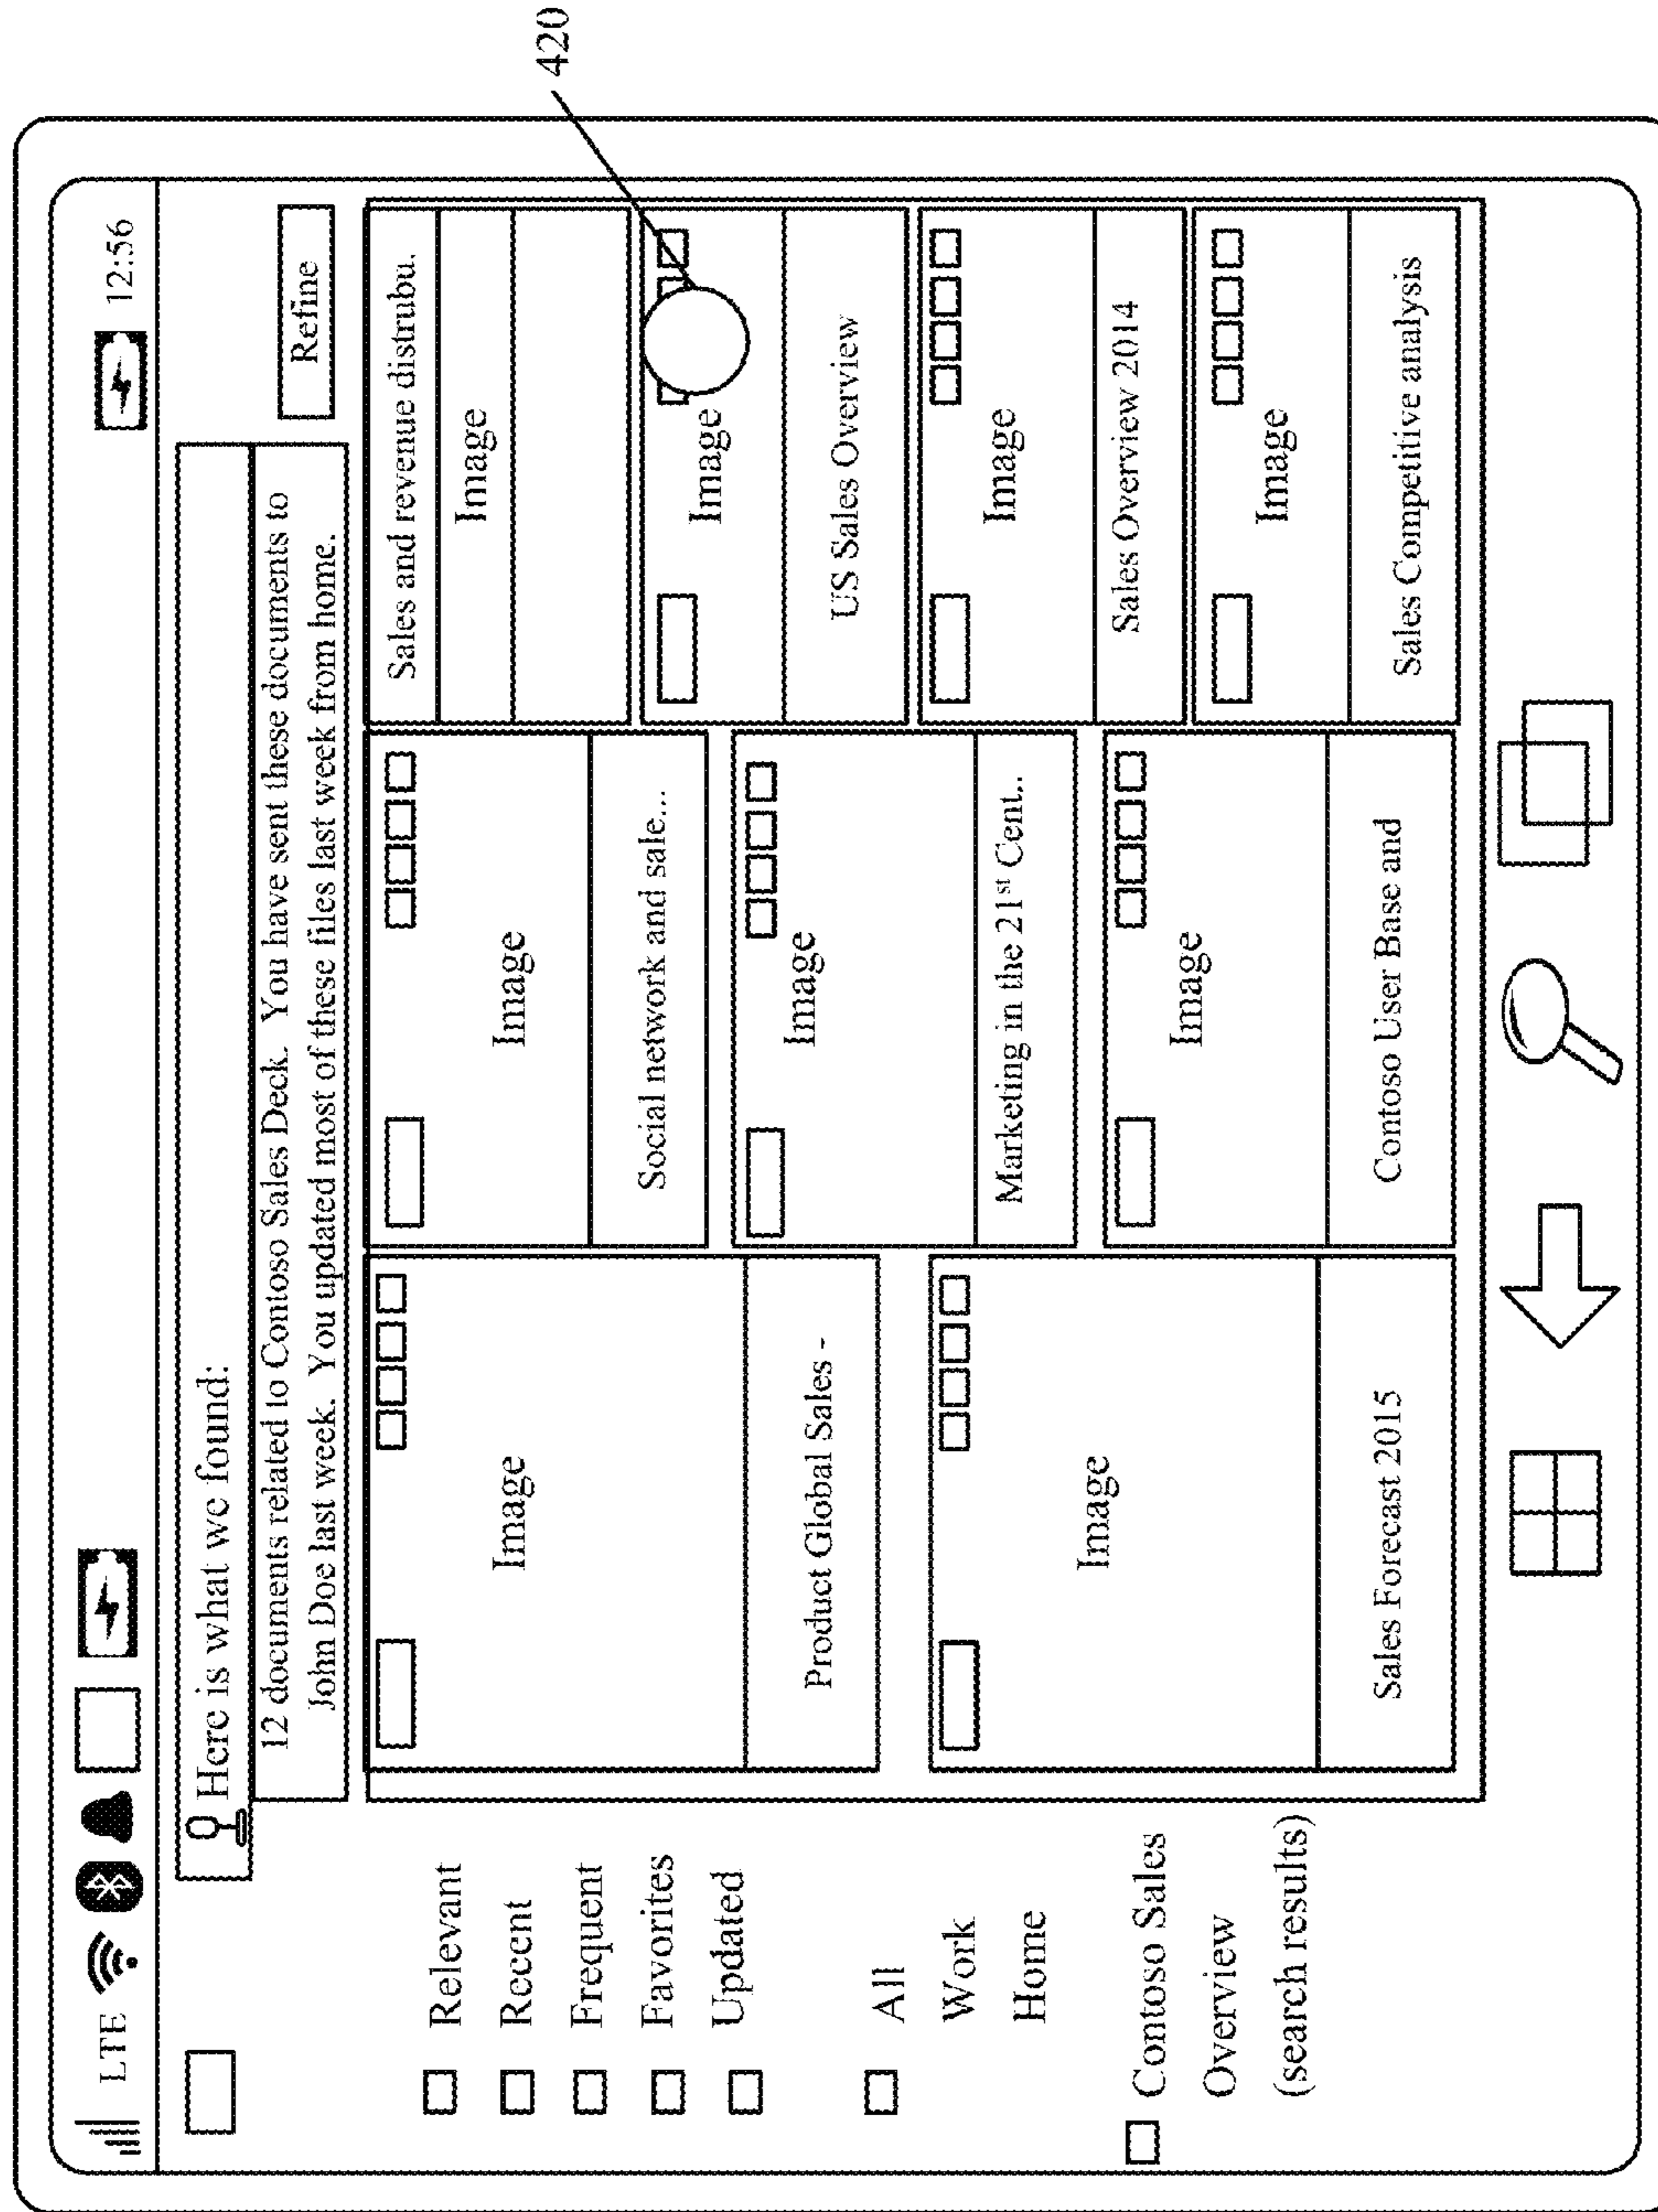 LTE
12:56
Here is what we found:
Refine
12 documents related to Contoso Sales Deck. You have sent these documents to
John Doe last week. You updated most of these files last week from home.
Relevant
Recent
Frequent
Favorites
Updated
All
Work
Home
Contoso Sales
Overview
(search results)
Image
Product Global Sales -
Image
Sales Forecast 2015
Image
Social network and sale...
Image
Marketing in the 21st Cent..
Image
Contoso User Base and
Sales and revenue distrubu.
Image
Image
US Sales Overview
Image
Sales Overview 2014
Image
Sales Competitive analysis
420